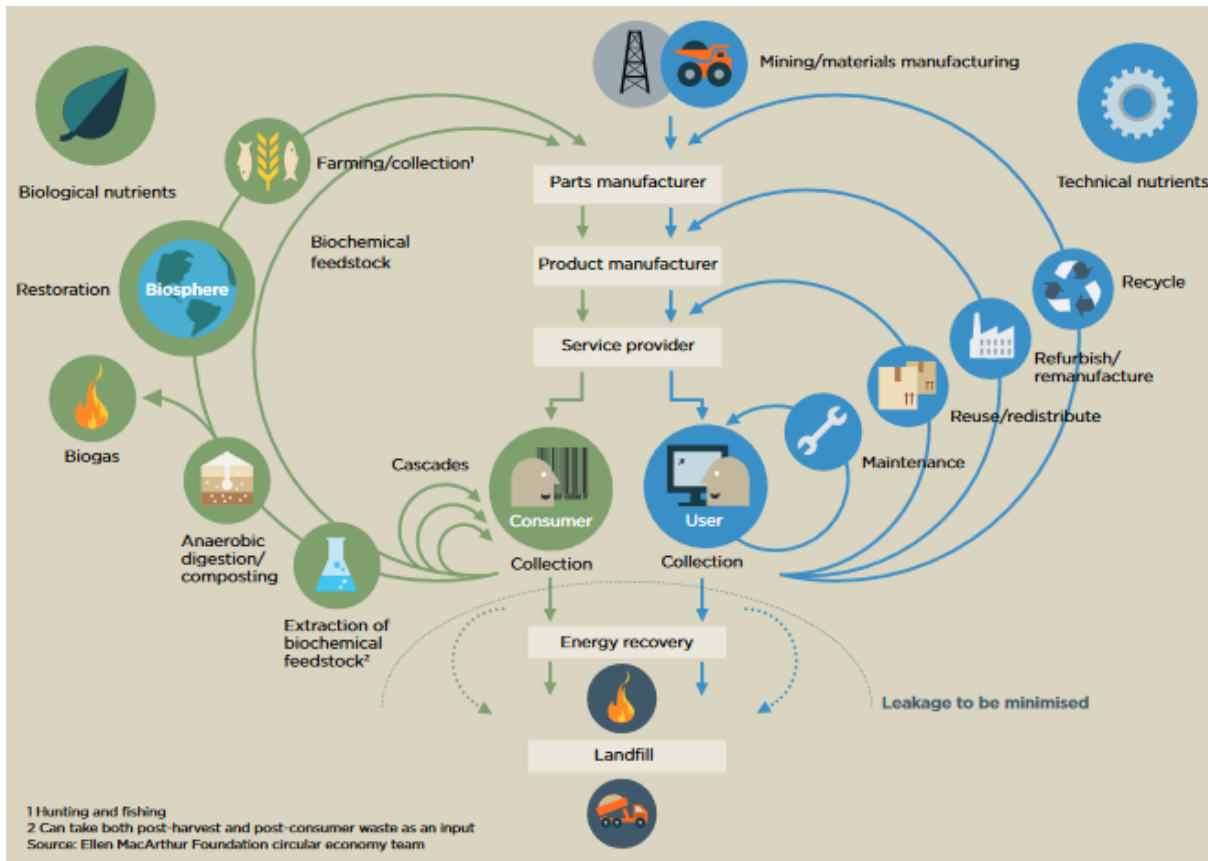 Mining/materials manufacturing
Biological nutrients
Technical nutrients
Farming/collection¹
Parts manufacturer
Biochemical
feedstock
Product manufacturer
Restoration
Biosphere
Recycle
Service provider
Refurbish/
remanufacture
Reuse/redistribute
Biogas
Cascades
Maintenance
Consumer
User
Anaerobic
digestion/
composting
Collection
Collection
Extraction of
biochemical
feedstock²
Energy recovery
Leakage to be minimised
Landfill
1 Hunting and fishing
2 Can take both post-harvest and post-consumer waste as an input
Source: Ellen MacArthur Foundation circular economy team